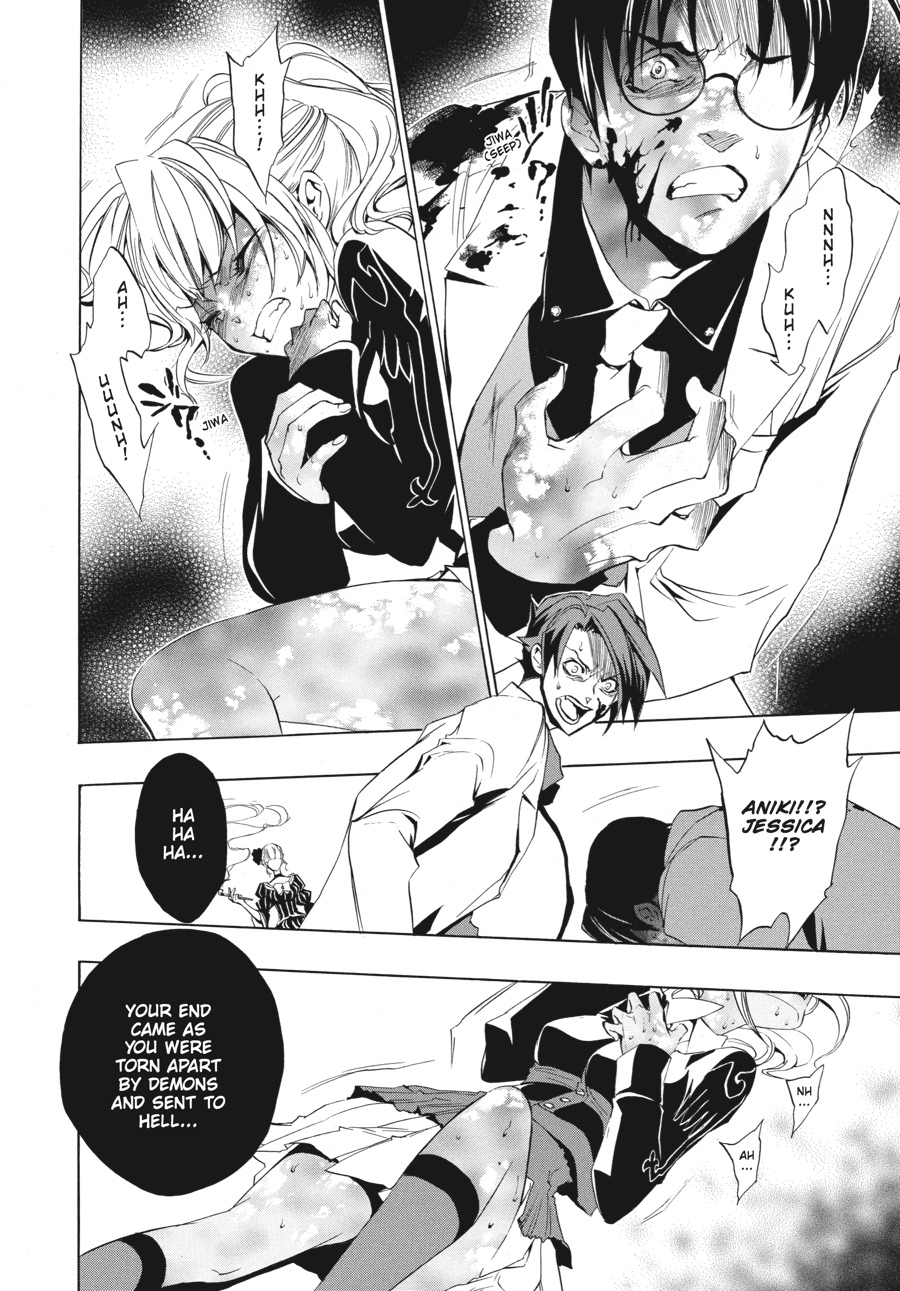 NNNH...
KUH...
JIWA
(SEEP)
KHH...!
AH...
UUUNH!
JIWA
ANIKI!!?
JESSICA
!!?
HA
HA
HA...
YOUR END
CAME AS
YOU WERE
TORN APART
BY DEMONS
AND SENT TO
HELL...
NH
...
AH
...